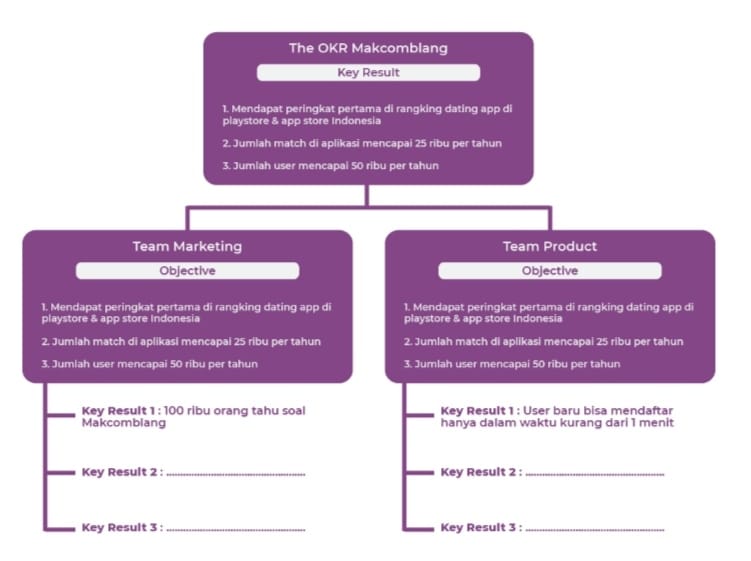 The OKR Makcomblang
Key Result
1. Mendapat peringkat pertama di rangking dating app di
playstore & app store Indonesia
2. Jumlah match di aplikasi mencapai 25 ribu per tahun
3. Jumlah user mencapai 50 ribu per tahun
Team Marketing
Objective
1. Mendapat peringkat pertama di rangking dating app di
playstore & app store Indonesia
2. Jumlah match di aplikasi mencapai 25 ribu per tahun
3. Jumlah user mencapai 50 ribu per tahun
Key Result 1 : 100 ribu orang tahu soal
Makcomblang
Key Result 2 : ................................................
Key Result 3 : ................................................
Team Product
Objective
1. Mendapat peringkat pertama di rangking dating app di
playstore & app store Indonesia
2. Jumlah match di aplikasi mencapai 25 ribu per tahun
3. Jumlah user mencapai 50 ribu per tahun
Key Result 1 : User baru bisa mendaftar
hanya dalam waktu kurang dari 1 menit
Key Result 2 : ................................................
Key Result 3 : ................................................